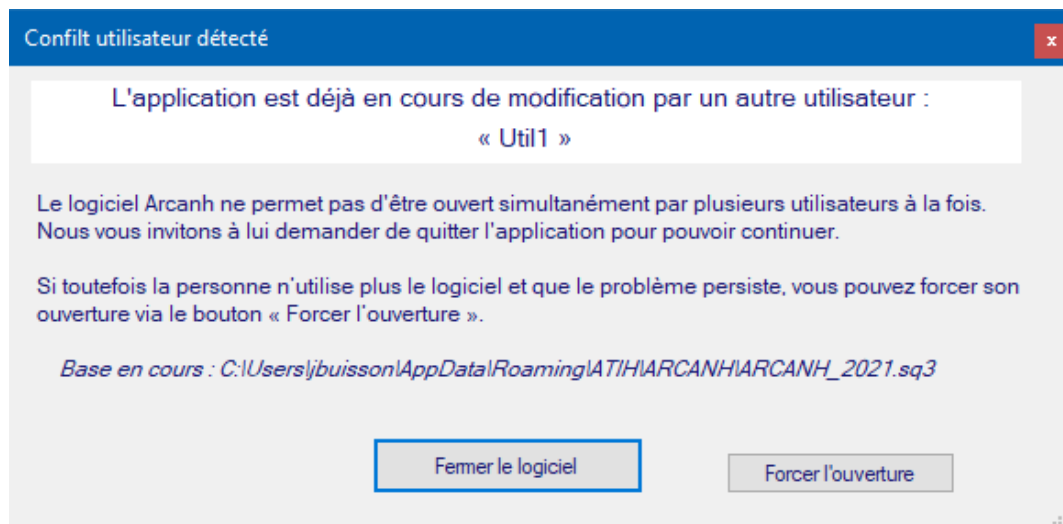 Confilt utilisateur détecté
x
L'application est déjà en cours de modification par un autre utilisateur :
« Util1 »
Le logiciel Arcanh ne permet pas d'être ouvert simultanément par plusieurs utilisateurs à la fois.
Nous vous invitons à lui demander de quitter l'application pour pouvoir continuer.
Si toutefois la personne n'utilise plus le logiciel et que le problème persiste, vous pouvez forcer son
ouverture via le bouton « Forcer l'ouverture ».
Base en cours : C:\Users\jbuisson\AppData\Roaming\ATIH\ARCANH\ARCANH_2021.sq3
Fermer le logiciel
Forcer l'ouverture